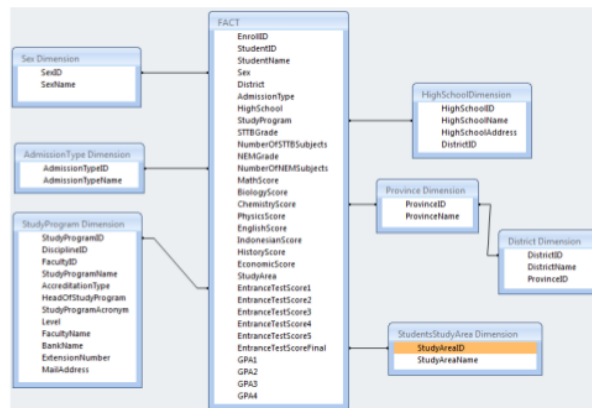 FACT
EnrollID
StudentID
StudentName
Sex
District
AdmissionType
HighSchool
StudyProgram
STTBGrade
NumberOfSTTBSubjects
NEMGrade
NumberOfNEMSubjects
MathScore
BiologyScore
ChemistryScore
PhysicsScore
EnglishScore
IndonesianScore
HistoryScore
EconomicScore
StudyArea
EntranceTestScore1
EntranceTestScore2
EntranceTestScore3
EntranceTestScore4
EntranceTestScore5
EntranceTestScoreFinal
GPA1
GPA2
GPA3
GPA4
Sex Dimension
SexID
SexName
AdmissionType Dimension
AdmissionTypeID
AdmissionTypeName
StudyProgram Dimension
StudyProgramID
DisciplineID
FacultyID
StudyProgramName
AccreditationType
HeadOfStudyProgram
StudyProgramAcronym
Level
FacultyName
BankName
ExtensionNumber
MailAddress
HighSchoolDimension
HighSchoolID
HighSchoolName
HighSchoolAddress
DistrictID
Province Dimension
ProvinceID
ProvinceName
District Dimension
DistrictID
DistrictName
ProvinceID
StudentsStudyArea Dimension
StudyAreaID
StudyAreaName